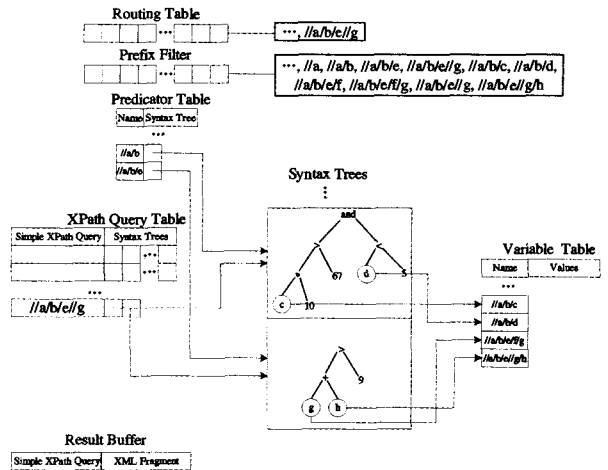 Routing Table
•••, //a/b/e//g
Prefix Filter
•••, //a, //a/b, //a/b/e, //a/b/e//g, //a/b/c, //a/b/d,
//a/b/e/f, //a/b/e/f/g, //a/b/e//g, //a/b/e//g/h
Predicator Table
Name Syntax Tree
•••
//a/b
//a/b/e
Syntax Trees
and
>
<
67
d
5
c
10
XPath Query Table
Simple XPath Query Syntax Trees
•••
•••
•••
//a/b/e//g
Variable Table
Name Values
•••
//a/b/c
//a/b/d
//a/b/e/f/g
//a/b/e//g/h
>
+
9
g
h
Result Buffer
Simple XPath Query XML Fragment